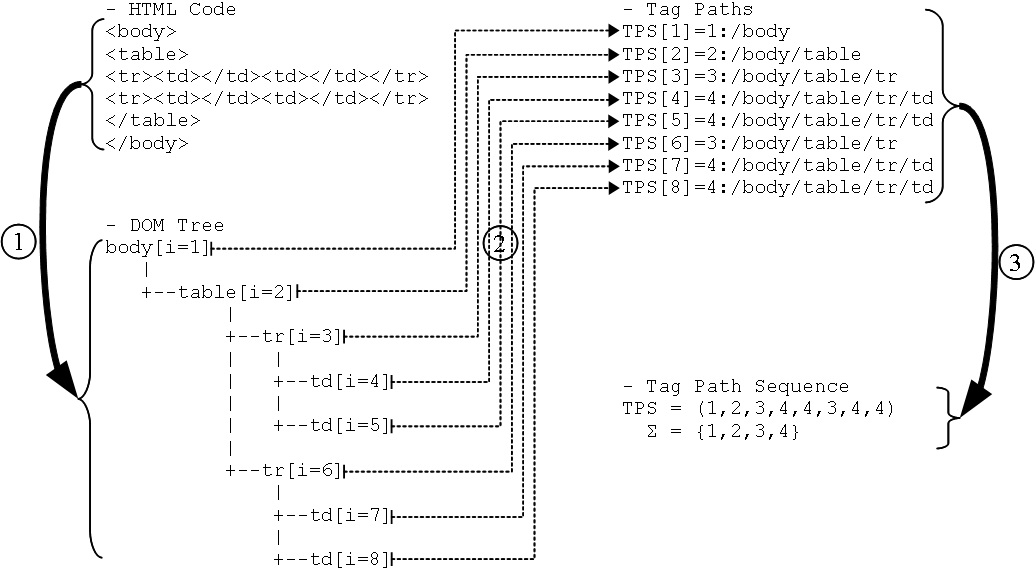 - HTML Code
<body>
<table>
<tr><td></td><td></td></tr>
<tr><td></td><td></td></tr>
</table>
</body>
1
- DOM Tree
body[i=1]
|
+--table[i=2]
|
+--tr[i=3]
| |
| +--td[i=4]
| |
| +--td[i=5]
|
+--tr[i=6]
|
+--td[i=7]
|
+--td[i=8]
2
- Tag Paths
TPS[1]=1:/body
TPS[2]=2:/body/table
TPS[3]=3:/body/table/tr
TPS[4]=4:/body/table/tr/td
TPS[5]=4:/body/table/tr/td
TPS[6]=3:/body/table/tr
TPS[7]=4:/body/table/tr/td
TPS[8]=4:/body/table/tr/td
3
- Tag Path Sequence
TPS = (1,2,3,4,4,3,4,4)
Σ = {1,2,3,4}